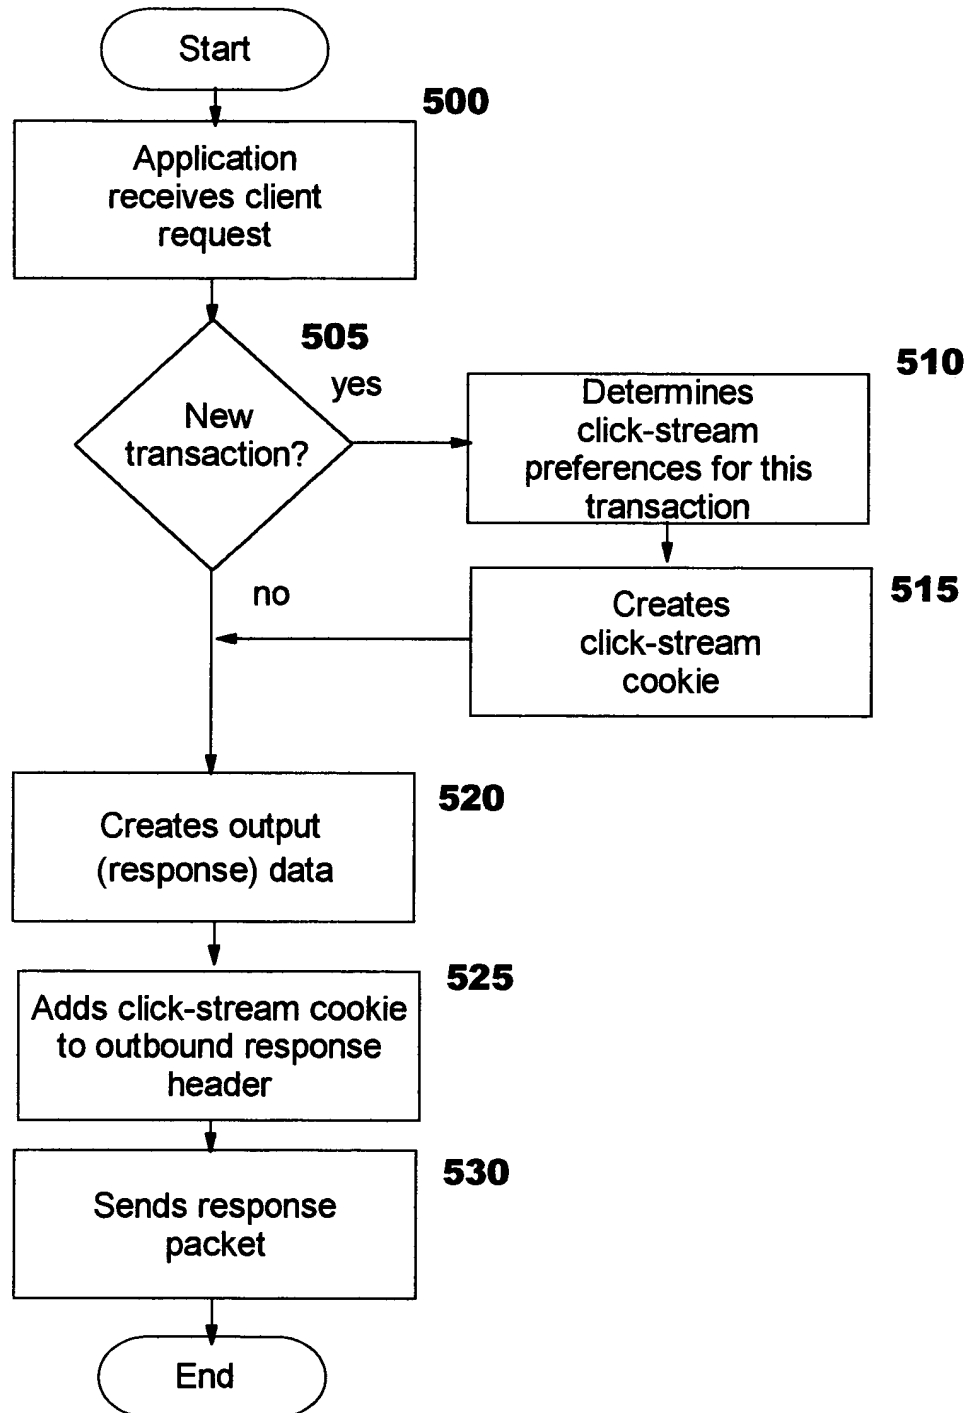 Start
500
Application
receives client
request
505
yes
New
transaction?
510
Determines
click-stream
preferences for this
transaction
no
515
Creates
click-stream
cookie
520
Creates output
(response) data
525
Adds click-stream cookie
to outbound response
header
530
Sends response
packet
End